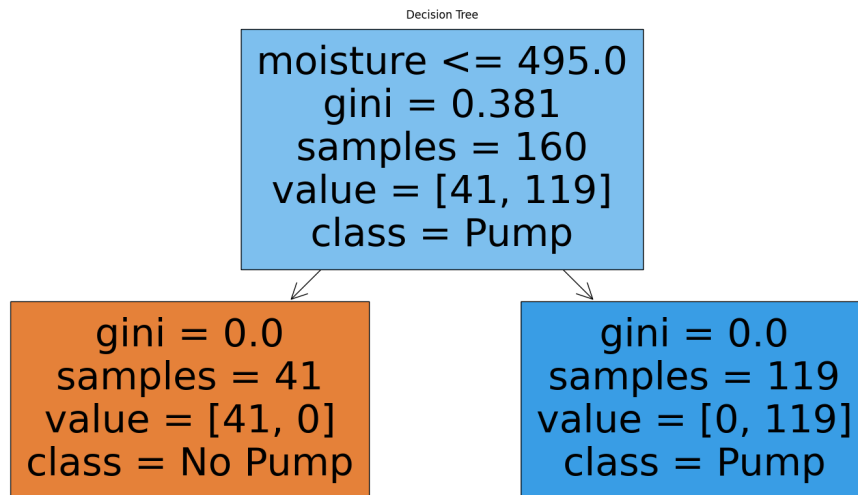 Decision Tree
moisture <= 495.0
gini = 0.381
samples = 160
value = [41, 119]
class = Pump
gini = 0.0
samples = 41
value = [41, 0]
class = No Pump
gini = 0.0
samples = 119
value = [0, 119]
class = Pump